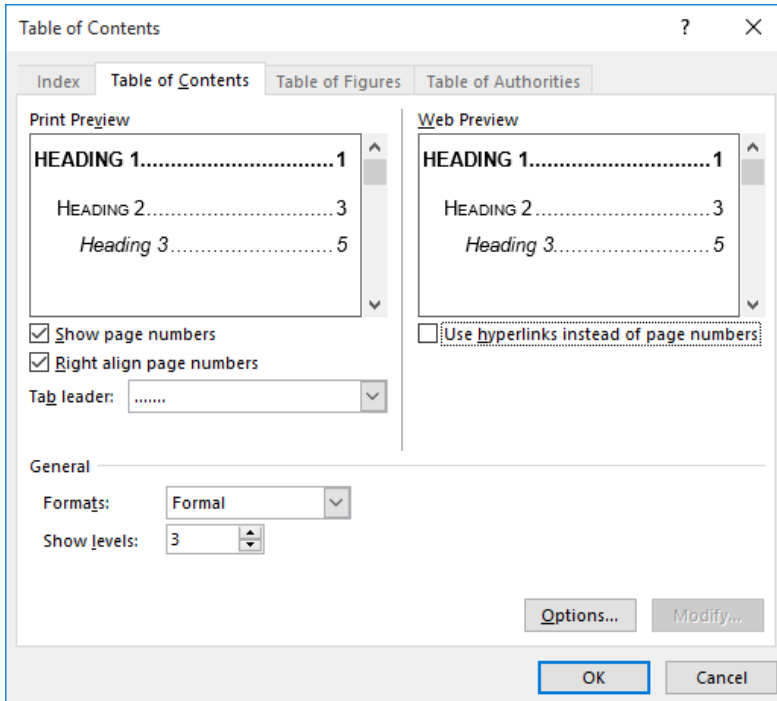 Table of Contents ?
Index Table of Contents Table of Figures Table of Authorities
Print Preview
HEADING 1................................1
HEADING 2............................3
Heading 3.........................5
Show page numbers
Right align page numbers
Tab leader: .......
Web Preview
HEADING 1..............................1
HEADING 2..........................3
Heading 3.......................5
Use hyperlinks instead of page numbers
General
Formats: Formal
Show levels: 3
Options... Modify...
OK Cancel